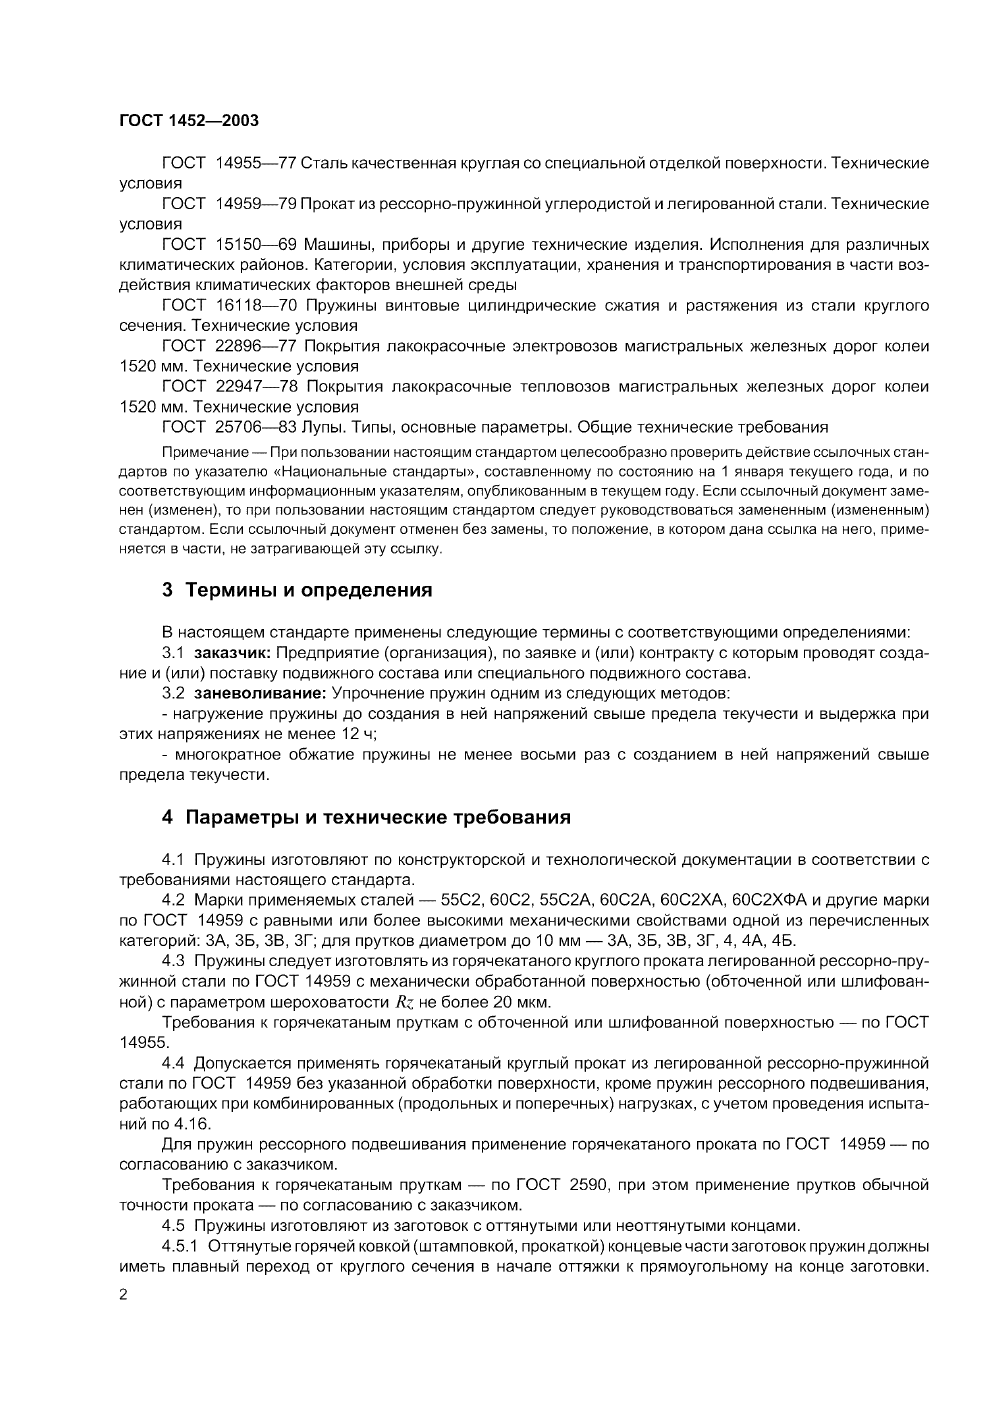 ГОСТ 1452—2003
ГОСТ 14955—77 Сталь качественная круглая со специальной отделкой поверхности. Технические
условия
ГОСТ 14959—79 Прокат из рессорно-пружинной углеродистой и легированной стали. Технические
условия
ГОСТ 15150—69 Машины, приборы и другие технические изделия. Исполнения для различных
климатических районов. Категории, условия эксплуатации, хранения и транспортирования в части воз-
действия климатических факторов внешней среды
ГОСТ 16118—70 Пружины винтовые цилиндрические сжатия и растяжения из стали круглого
сечения. Технические условия
ГОСТ 22896—77 Покрытия лакокрасочные электровозов магистральных железных дорог колеи
1520 мм. Технические условия
ГОСТ 22947—78 Покрытия лакокрасочные тепловозов магистральных железных дорог колеи
1520 мм. Технические условия
ГОСТ 25706—83 Лупы. Типы, основные параметры. Общие технические требования
Примечание — При пользовании настоящим стандартом целесообразно проверить действие ссылочных стан-
дартов по указателю «Национальные стандарты», составленному по состоянию на 1 января текущего года, и по
соответствующим информационным указателям, опубликованным в текущем году. Если ссылочный документ заме-
нен (изменен), то при пользовании настоящим стандартом следует руководствоваться замененным (измененным)
стандартом. Если ссылочный документ отменен без замены, то положение, в котором дана ссылка на него, приме-
няется в части, не затрагивающей эту ссылку.
3 Термины и определения
В настоящем стандарте применены следующие термины с соответствующими определениями:
3.1 заказчик: Предприятие (организация), по заявке и (или) контракту с которым проводят созда-
ние и (или) поставку подвижного состава или специального подвижного состава.
3.2 заневоливание: Упрочнение пружин одним из следующих методов:
- нагружение пружины до создания в ней напряжений свыше предела текучести и выдержка при
этих напряжениях не менее 12 ч;
- многократное обжатие пружины не менее восьми раз с созданием в ней напряжений свыше
предела текучести.
4 Параметры и технические требования
4.1 Пружины изготовляют по конструкторской и технологической документации в соответствии с
требованиями настоящего стандарта.
4.2 Марки применяемых сталей — 55С2, 60С2, 55С2А, 60С2А, 60С2ХА, 60С2ХФА и другие марки
по ГОСТ 14959 с равными или более высокими механическими свойствами одной из перечисленных
категорий: 3А, 3Б, 3В, 3Г; для прутков диаметром до 10 мм — 3А, 3Б, 3В, 3Г, 4, 4А, 4Б.
4.3 Пружины следует изготовлять из горячекатаного круглого проката легированной рессорно-пру-
жинной стали по ГОСТ 14959 с механически обработанной поверхностью (обточенной или шлифован-
ной) с параметром шероховатости Rz не более 20 мкм.
Требования к горячекатаным пруткам с обточенной или шлифованной поверхностью — по ГОСТ
14955.
4.4 Допускается применять горячекатаный круглый прокат из легированной рессорно-пружинной
стали по ГОСТ 14959 без указанной обработки поверхности, кроме пружин рессорного подвешивания,
работающих при комбинированных (продольных и поперечных) нагрузках, с учетом проведения испыта-
ний по 4.16.
Для пружин рессорного подвешивания применение горячекатаного проката по ГОСТ 14959 — по
согласованию с заказчиком.
Требования к горячекатаным пруткам — по ГОСТ 2590, при этом применение прутков обычной
точности проката — по согласованию с заказчиком.
4.5 Пружины изготовляют из заготовок с оттянутыми или неоттянутыми концами.
4.5.1 Оттянутые горячей ковкой (штамповкой, прокаткой) концевые части заготовок пружин должны
иметь плавный переход от круглого сечения в начале оттяжки к прямоугольному на конце заготовки.
2